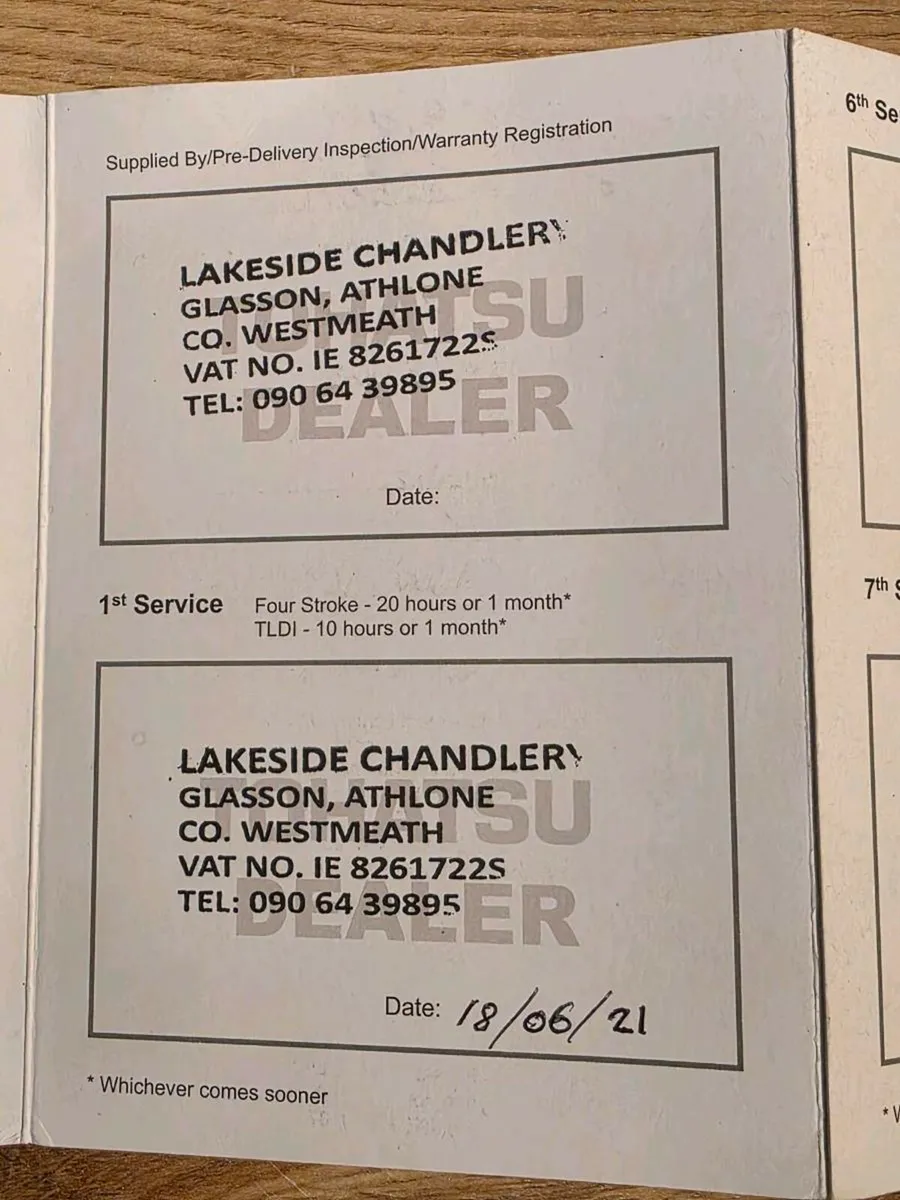 Supplied By/Pre-Delivery Inspection/Warranty Registration
TOHATSU
DEALER
LAKESIDE CHANDLERY
GLASSON, ATHLONE
CO. WESTMEATH
VAT NO. IE 8261722S
TEL: 090 64 39895
Date:
1st Service
Four Stroke - 20 hours or 1 month*
TLDI - 10 hours or 1 month*
TOHATSU
DEALER
LAKESIDE CHANDLERY
GLASSON, ATHLONE
CO. WESTMEATH
VAT NO. IE 8261722S
TEL: 090 64 39895
Date: 18/06/21
* Whichever comes sooner
6th Se
7th